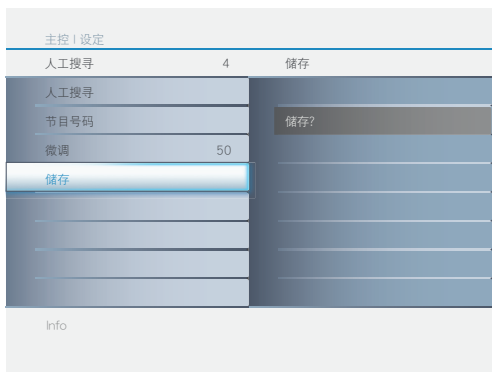 主控 | 设定
人工搜寻 4 储存
人工搜寻
节目号码 储存?
微调 50
储存
Info